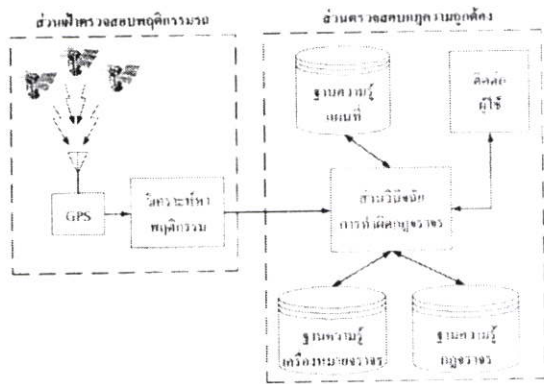 ส่วนเฝ้าตรวจสอบพฤติกรรมรถ
ส่วนตรวจสอบกฎความถูกต้อง
ฐานความรู้
แผนที่
ติดต่อ
ผู้ใช้
GPS
วิเคราะห์หา
พฤติกรรม
ส่วนวินิจฉัย
การทำผิดกฎจราจร
ฐานความรู้
เครื่องหมายจราจร
ฐานความรู้
กฎจราจร